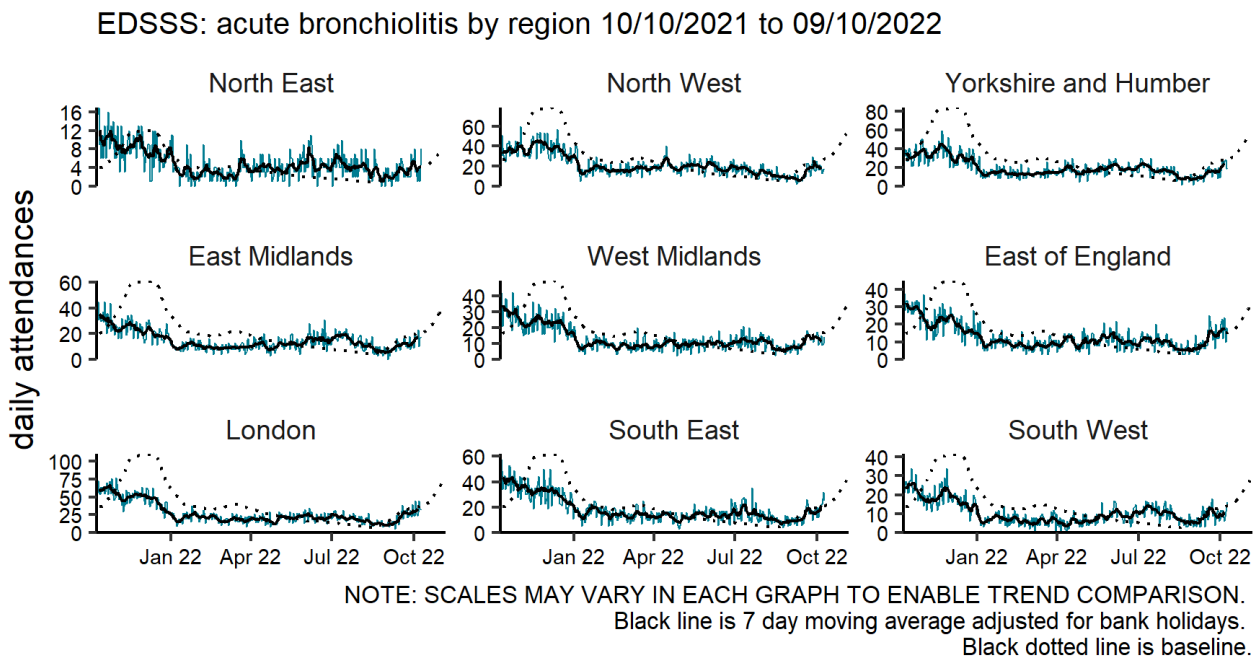 EDSSS: acute bronchiolitis by region 10/10/2021 to 09/10/2022
daily attendances
North East
16
12
8
4
0
North West
60
40
20
0
Yorkshire and Humber
80
60
40
20
0
East Midlands
60
40
20
0
West Midlands
40
30
20
10
0
East of England
40
30
20
10
0
London
100
75
50
25
0
Jan 22 Apr 22 Jul 22 Oct 22
South East
60
40
20
0
Jan 22 Apr 22 Jul 22 Oct 22
South West
40
30
20
10
0
Jan 22 Apr 22 Jul 22 Oct 22
NOTE: SCALES MAY VARY IN EACH GRAPH TO ENABLE TREND COMPARISON.
Black line is 7 day moving average adjusted for bank holidays.
Black dotted line is baseline.